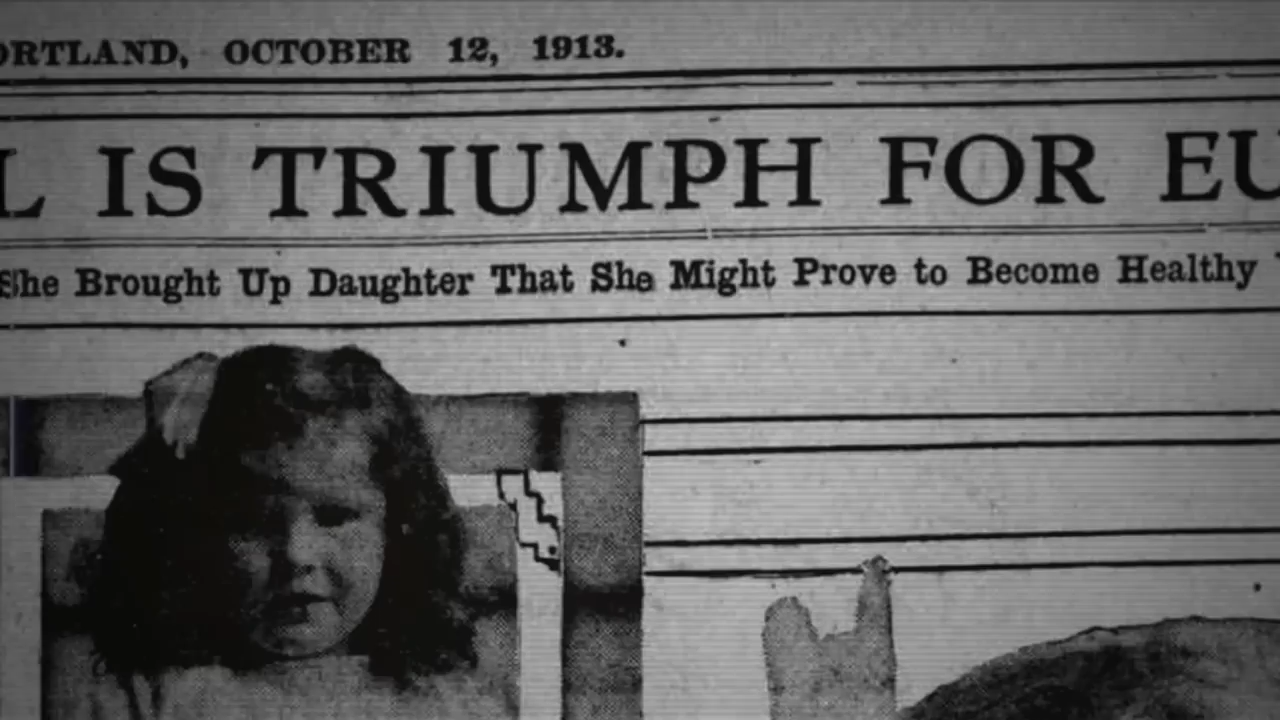 ORTLAND, OCTOBER 12, 1913.
L IS TRIUMPH FOR EU
She Brought Up Daughter That She Might Prove to Become Healthy